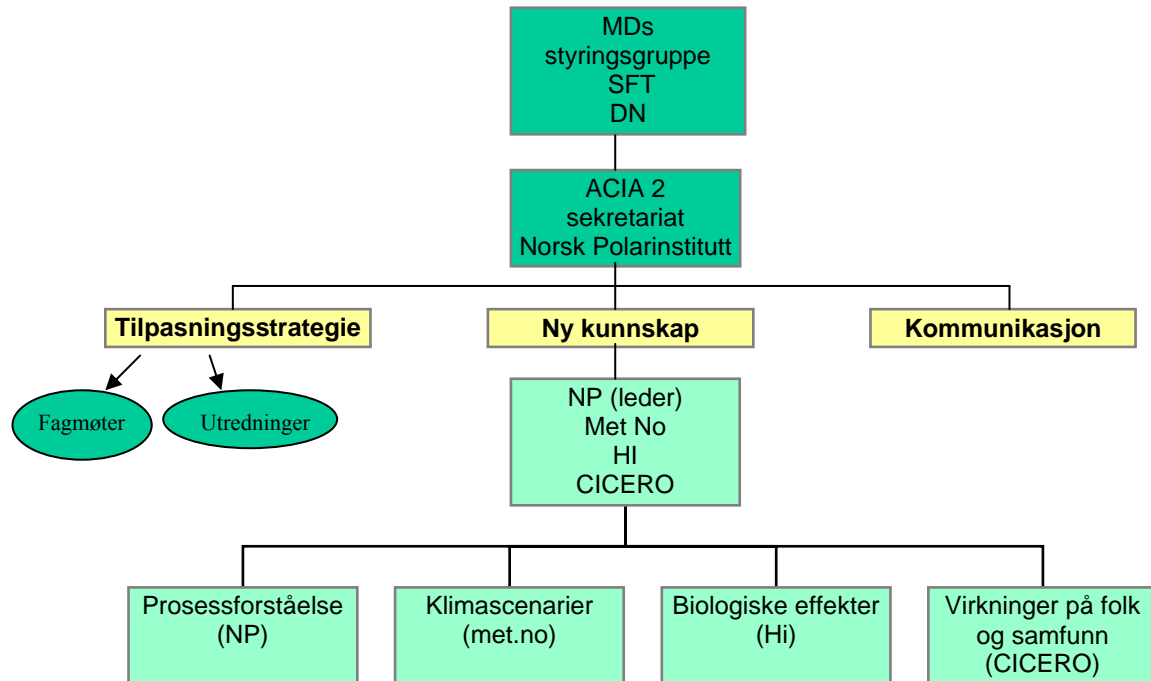 MDs
styringsgruppe
SFT
DN
ACIA 2
sekretariat
Norsk Polarinstitutt
Tilpasningsstrategie
Ny kunnskap
Kommunikasjon
Fagmøter
Utredninger
NP (leder)
Met No
HI
CICERO
Prosessforståelse
(NP)
Klimascenarier
(met.no)
Biologiske effekter
(Hi)
Virkninger på folk
og samfunn
(CICERO)